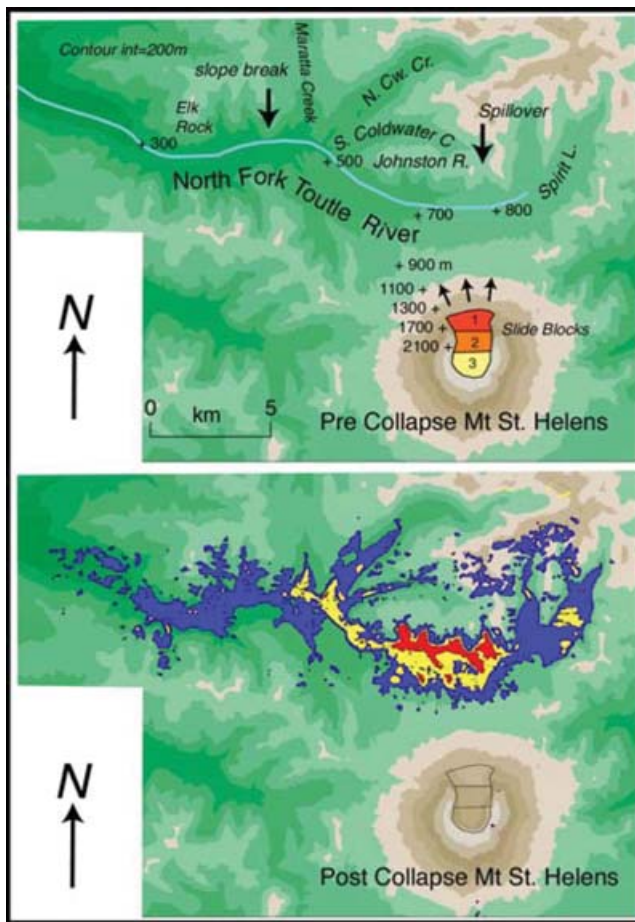 Contour int=200m
slope break
Maratta Creek
N. Cw. Cr.
Elk
Rock
S. Coldwater C
Spillover
+ 300
+ 500
Johnston R.
Spirit L.
North Fork Toutle River
+ 700
+ 800
+ 900 m
1100 +
1300 +
1700 +
2100 +
1
2
3
Slide Blocks
N
0 km 5
Pre Collapse Mt St. Helens
N
Post Collapse Mt St. Helens